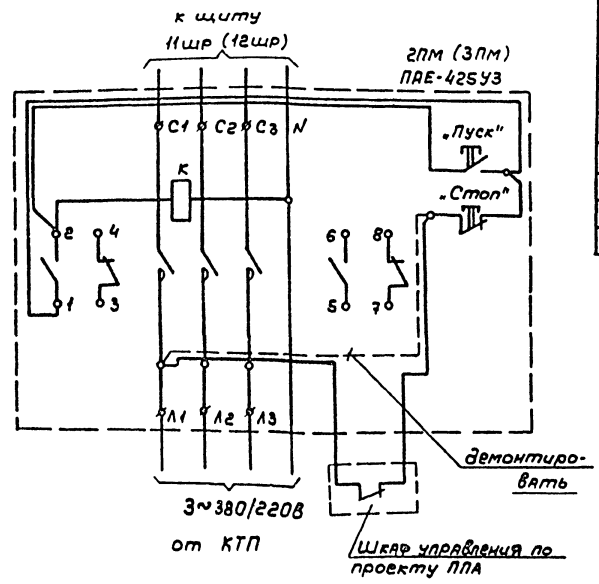 к щиту
11шр (12шр)
2ПМ (3ПМ)
ПАЕ-425У3
С1 С2 С3 N
„Пуск"
К
„Стоп"
2 4
6 8
1 3
5 7
Л1 Л2 Л3
демонтиро-
вать
3~380/220В
от КТП
Шкаф управления по
проекту ППА